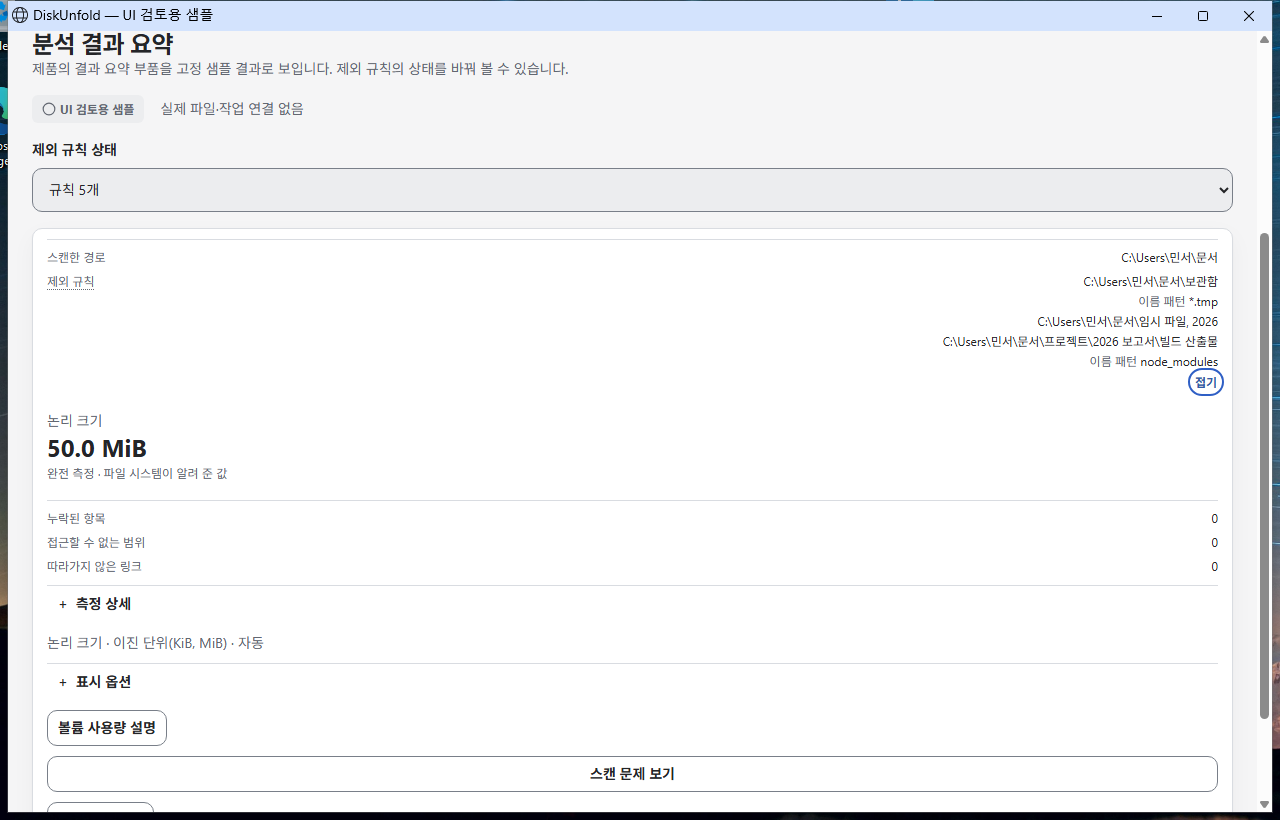 DiskUnfold — UI 검토용 샘플
분석 결과 요약
제품의 결과 요약 부품을 고정 샘플 결과로 보입니다. 제외 규칙의 상태를 바꿔 볼 수 있습니다.
UI 검토용 샘플 실제 파일·작업 연결 없음
제외 규칙 상태
규칙 5개
스캔한 경로 C:\Users\민서\문서
제외 규칙 C:\Users\민서\문서\보관함
이름 패턴 *.tmp
C:\Users\민서\문서\임시 파일, 2026
C:\Users\민서\문서\프로젝트\2026 보고서\빌드 산출물
이름 패턴 node_modules
접기
논리 크기
50.0 MiB
완전 측정 · 파일 시스템이 알려 준 값
누락된 항목 0
접근할 수 없는 범위 0
따라가지 않은 링크 0
+ 측정 상세
논리 크기 · 이진 단위(KiB, MiB) · 자동
+ 표시 옵션
볼륨 사용량 설명
스캔 문제 보기